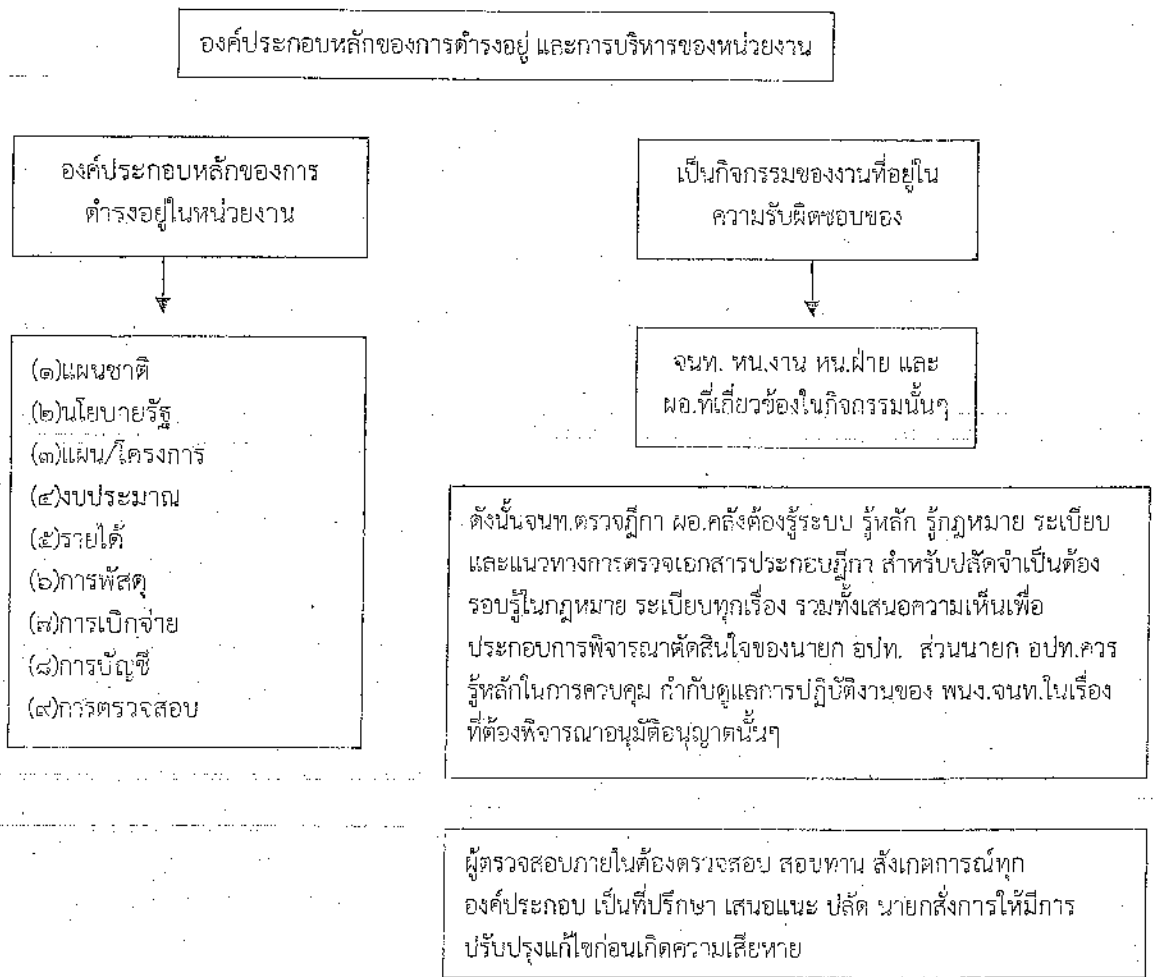 องค์ประกอบหลักของการดำรงอยู่ และการบริหารของหน่วยงาน
องค์ประกอบหลักของการ
ดำรงอยู่ในหน่วยงาน
(๑)แผนชาติ
(๒)นโยบายรัฐ
(๓)แผน/โครงการ
(๔)งบประมาณ
(๕)รายได้
(๖)การพัสดุ
(๗)การเบิกจ่าย
(๘)การบัญชี
(๙)การตรวจสอบ
เป็นกิจกรรมของงานที่อยู่ใน
ความรับผิดชอบของ
จนท. หน.งาน หน.ฝ่าย และ
ผอ.ที่เกี่ยวข้องในกิจกรรมนั้นๆ
ดังนั้นจนท.ตรวจฎีกา ผอ.คลังต้องรู้ระบบ รู้หลัก รู้กฎหมาย ระเบียบ
และแนวทางการตรวจเอกสารประกอบฎีกา สำหรับปลัดจำเป็นต้อง
รอบรู้ในกฎหมาย ระเบียบทุกเรื่อง รวมทั้งเสนอความเห็นเพื่อ
ประกอบการพิจารณาตัดสินใจของนายก อปท. ส่วนนายก อปท.ควร
รู้หลักในการควบคุม กำกับดูแลการปฏิบัติงานของ พนง.จนท.ในเรื่อง
ที่ต้องพิจารณาอนุมัติอนุญาตนั้นๆ
ผู้ตรวจสอบภายในต้องตรวจสอบ สอบทาน สังเกตการณ์ทุก
องค์ประกอบ เป็นที่ปรึกษา เสนอแนะ ปลัด นายกสั่งการให้มีการ
ปรับปรุงแก้ไขก่อนเกิดความเสียหาย